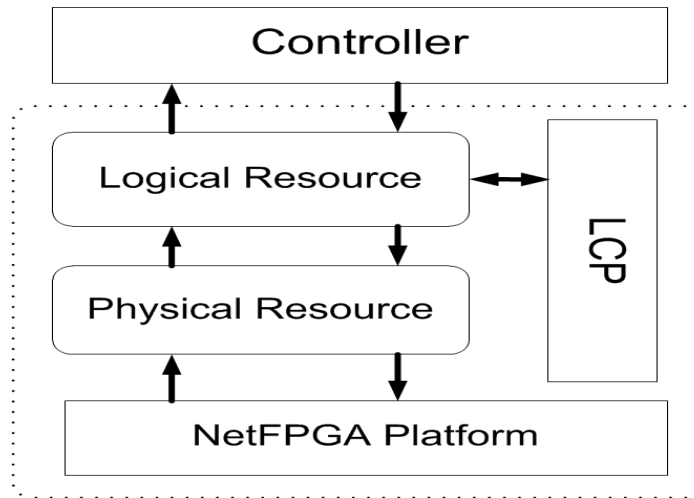 Controller
Logical Resource
LCP
Physical Resource
NetFPGA Platform